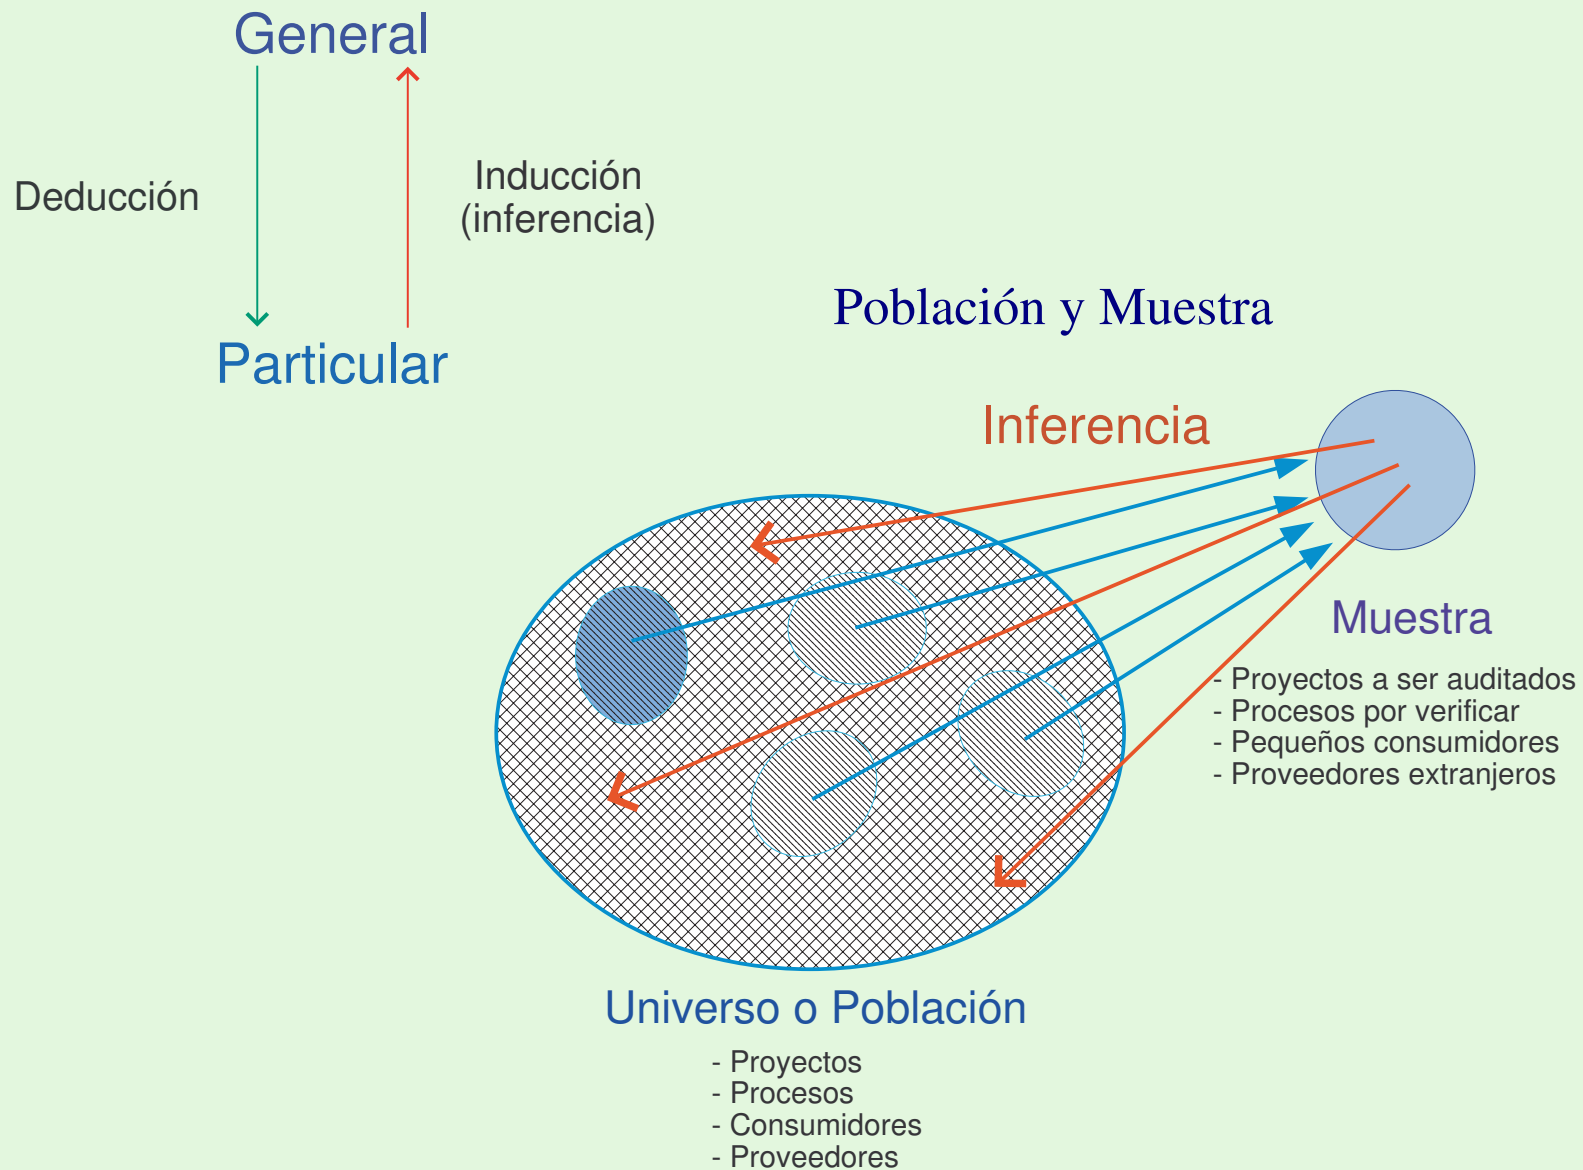 General
Deducción
Inducción
(inferencia)
Particular
Población y Muestra
Inferencia
Muestra
- Proyectos a ser auditados
- Procesos por verificar
- Pequeños consumidores
- Proveedores extranjeros
Universo o Población
- Proyectos
- Procesos
- Consumidores
- Proveedores